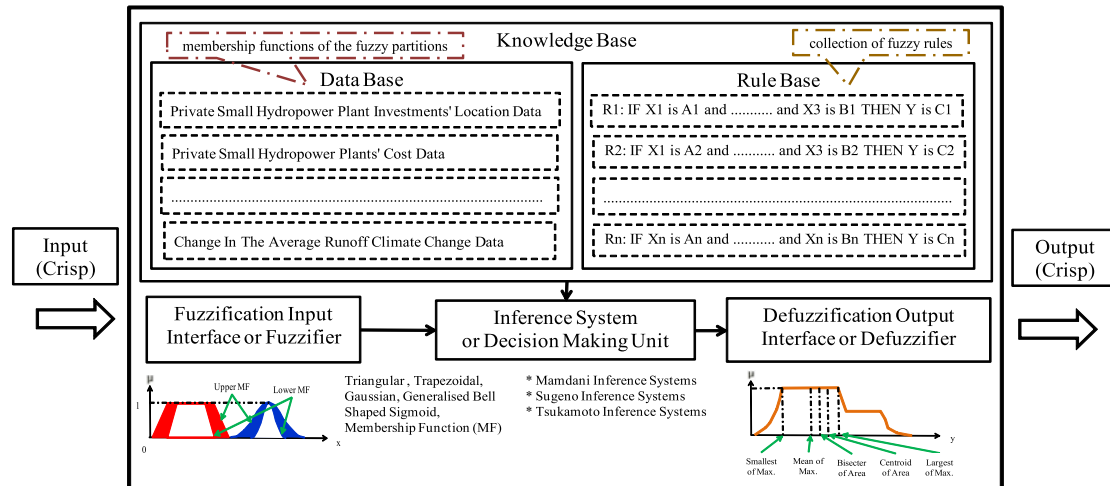 Knowledge Base
membership functions of the fuzzy partitions
collection of fuzzy rules
Data Base
Private Small Hydropower Plant Investments' Location Data
Private Small Hydropower Plants' Cost Data
.............................................................................................
Change In The Average Runoff Climate Change Data
Rule Base
R1: IF X1 is A1 and ........... and X3 is B1 THEN Y is C1
R2: IF X1 is A2 and ........... and X3 is B2 THEN Y is C2
.............................................................................................
Rn: IF Xn is An and ........... and Xn is Bn THEN Y is Cn
Input
(Crisp)
Output
(Crisp)
Fuzzification Input
Interface or Fuzzifier
Inference System
or Decision Making Unit
Defuzzification Output
Interface or Defuzzifier
μ
Upper MF
Lower MF
1
0
x
Triangular , Trapezoidal,
Gaussian, Generalised Bell
Shaped Sigmoid,
Membership Function (MF)
* Mamdani Inference Systems
* Sugeno Inference Systems
* Tsukamoto Inference Systems
μ
y
Smallest
of Max.
Mean of
Max.
Bisecter
of Area
Centroid
of Area
Largest
of Max.